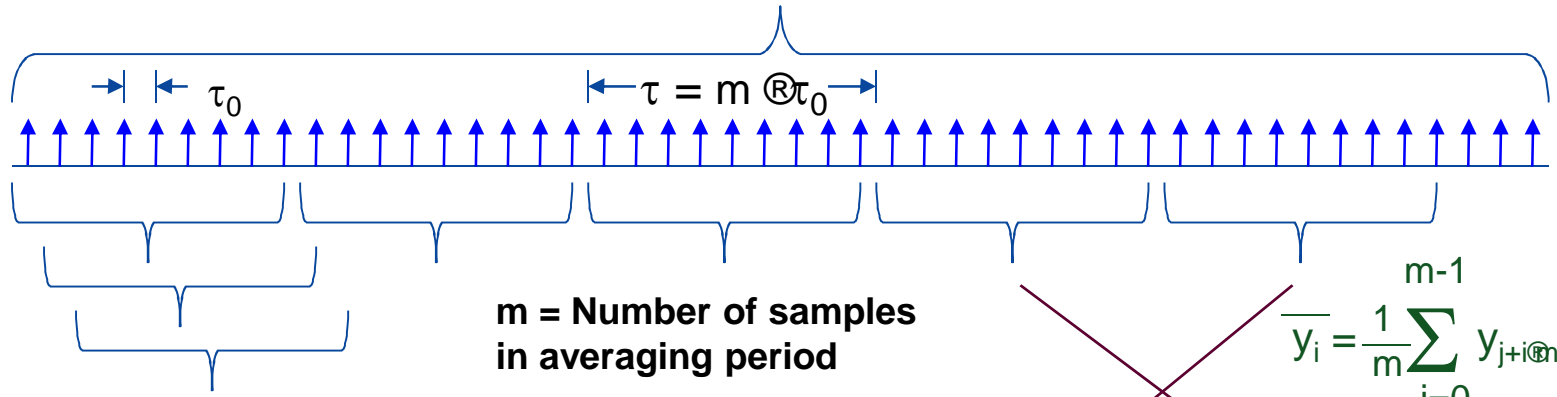 τ0
τ = m ®τ0
m = Number of samples
in averaging period
m-1
yi = 1/m ∑ yj+i®m